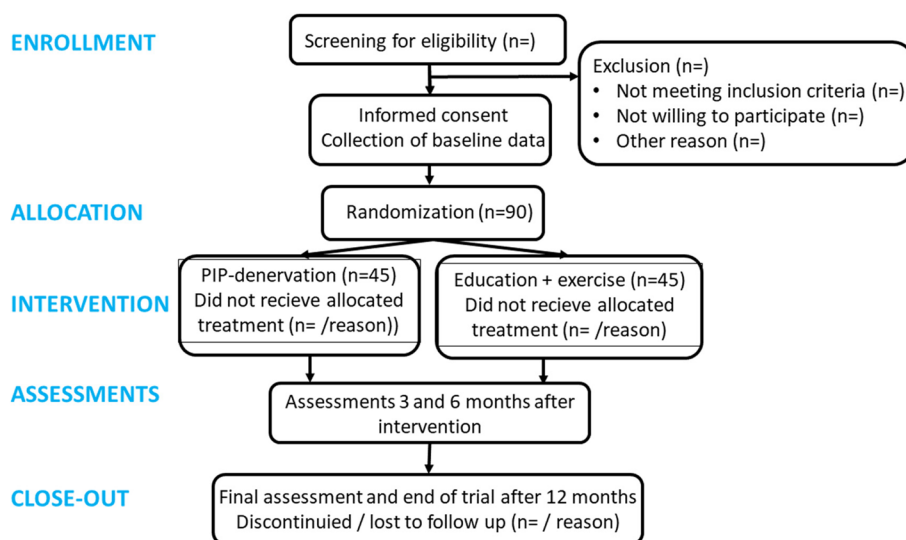 ENROLLMENT
Screening for eligibility (n=)
Exclusion (n=)
• Not meeting inclusion criteria (n=)
• Not willing to participate (n=)
• Other reason (n=)
Informed consent
Collection of baseline data
ALLOCATION
Randomization (n=90)
INTERVENTION
PIP-denervation (n=45)
Did not recieve allocated
treatment (n= /reason))
Education + exercise (n=45)
Did not recieve allocated
treatment (n= /reason)
ASSESSMENTS
Assessments 3 and 6 months after
intervention
CLOSE-OUT
Final assessment and end of trial after 12 months
Discontinuied / lost to follow up (n= / reason)